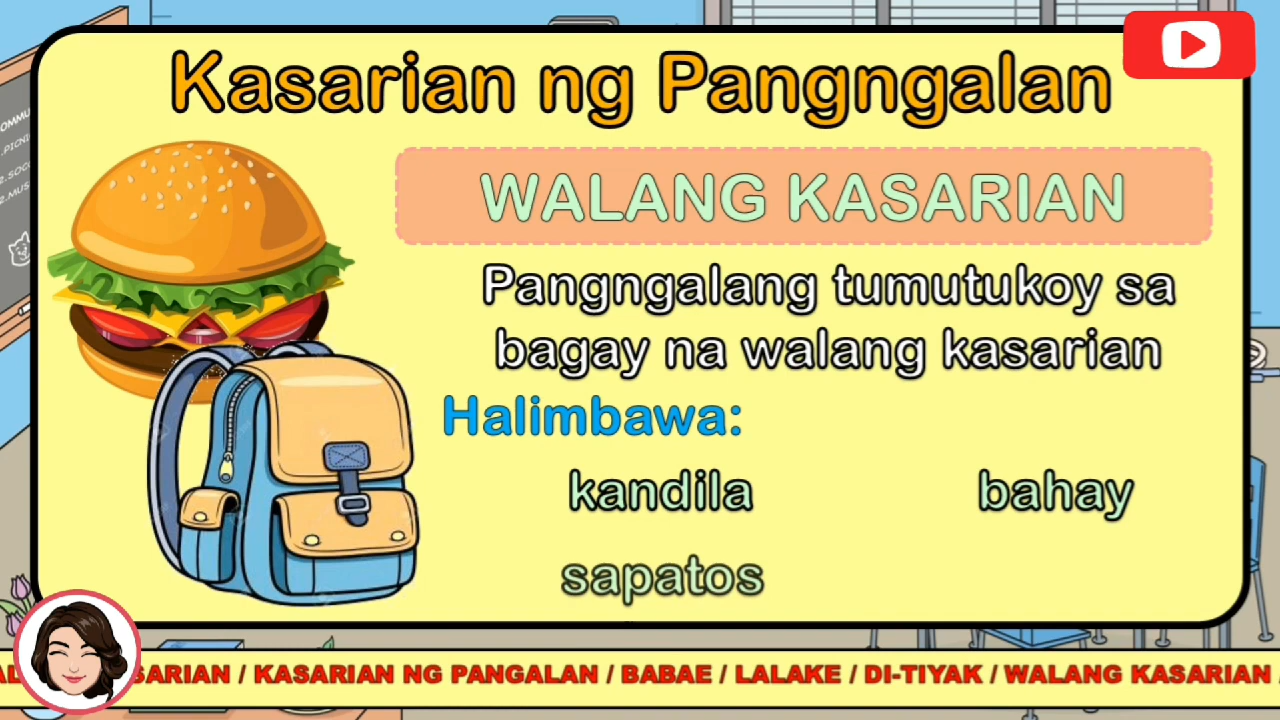 Kasarian ng Pangngalan
WALANG KASARIAN
Pangngalang tumutukoy sa
bagay na walang kasarian
Halimbawa:
kandila bahay
sapatos
SARIAN / KASARIAN NG PANGALAN / BABAE / LALAKE / DI-TIYAK / WALANG KASARIAN